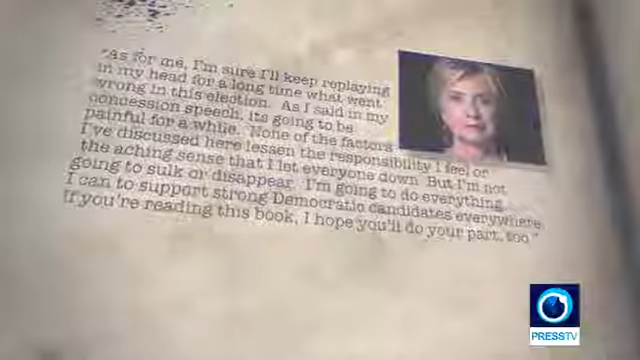 "As for me, I'm sure I'll keep replaying
in my head for a long time what went
wrong in this election. As I said in my
concession speech, its going to be
painful for a while. None of the factors
I've discussed here lessen the responsibility I feel or
the aching sense that I let everyone down. But I'm not
going to sulk or disappear. I'm going to do everything
I can to support strong Democratic candidates everywhere.
If you're reading this book, I hope you'll do your part, too"
PRESSTV